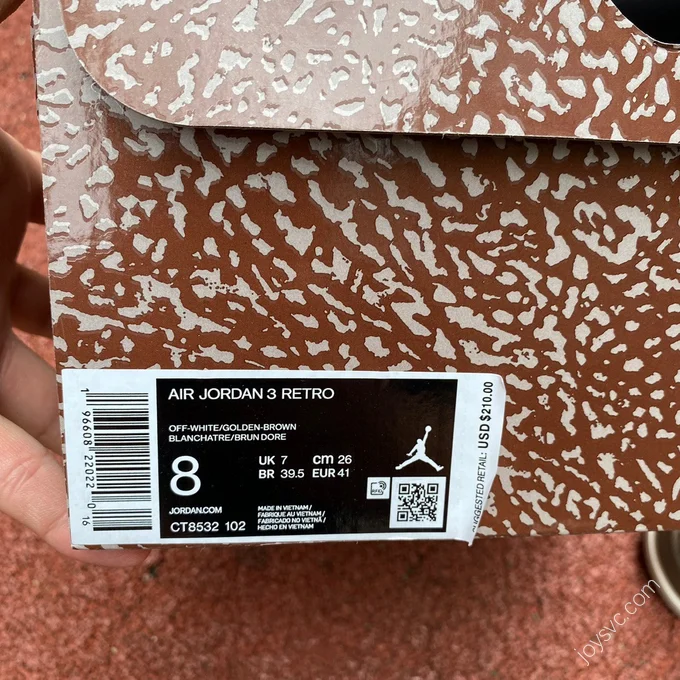 AIR JORDAN 3 RETRO
OFF-WHITE/GOLDEN-BROWN
BLANCHATRE/BRUN DORE
8
UK 7 cm 26
BR 39.5 EUR 41
JORDAN.COM
CT8532 102
MADE IN VIETNAM /
FABRIQUE AU VIETNAM /
FABRICADO NO VIETNÃ /
HECHO EN VIETNAM
1 96608 22022 0 16
RETAIL: USD $210.00
joysvc.com